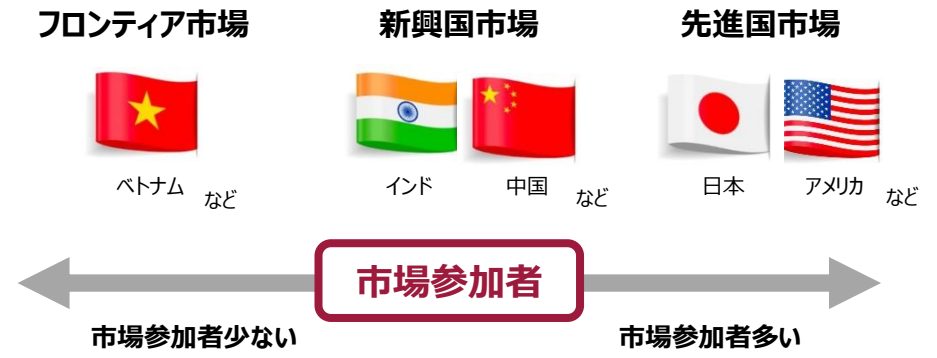 フロンティア市場
新興国市場
先進国市場
ベトナム など
インド 中国 など
日本 アメリカ など
市場参加者
市場参加者少ない
市場参加者多い